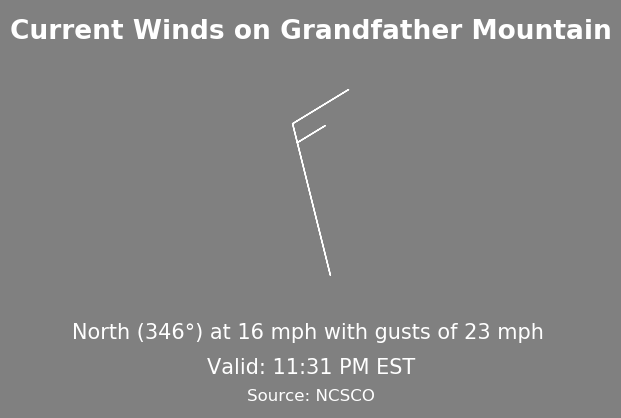 Current Winds on Grandfather Mountain
North (346°) at 16 mph with gusts of 23 mph
Valid: 11:31 PM EST
Source: NCSCO